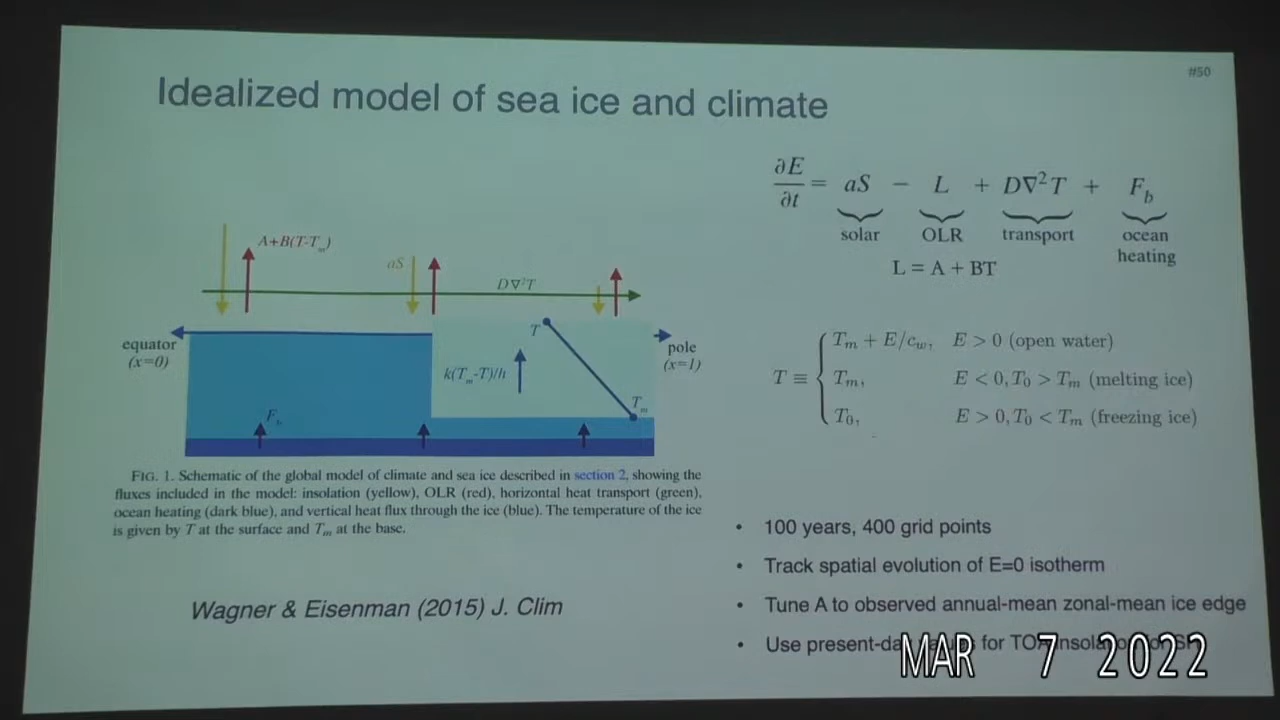 #50
Idealized model of sea ice and climate
∂E/∂t = aS − L + D∇²T + F_b
solar OLR transport ocean heating
L = A + BT
A+B(T-T_m)
aS
D∇²T
equator
(x=0)
pole
(x=1)
T
k(T_m-T)/h
T_m
F_b
T ≡ { T_m + E/c_w, E > 0 (open water)
T_m, E < 0, T_0 > T_m (melting ice)
T_0, E > 0, T_0 < T_m (freezing ice)
FIG. 1. Schematic of the global model of climate and sea ice described in section 2, showing the
fluxes included in the model: insolation (yellow), OLR (red), horizontal heat transport (green),
ocean heating (dark blue), and vertical heat flux through the ice (blue). The temperature of the ice
is given by T at the surface and T_m at the base.
Wagner & Eisenman (2015) J. Clim
• 100 years, 400 grid points
• Track spatial evolution of E=0 isotherm
• Tune A to observed annual-mean zonal-mean ice edge
• Use present-day for TOA insolation for
MAR 7 2022